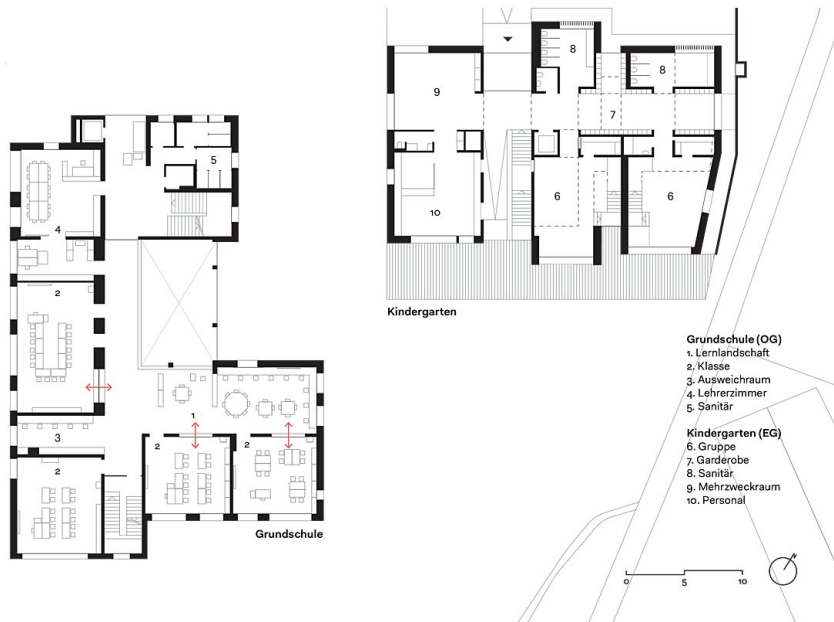 8
9
8
7
5
6
6
4
10
2
Kindergarten
Grundschule (OG)
1. Lernlandschaft
2. Klasse
3. Ausweichraum
4. Lehrerzimmer
5. Sanitär
1
3
2
2
2
Kindergarten (EG)
6. Gruppe
7. Garderobe
8. Sanitär
9. Mehrzweckraum
10. Personal
Grundschule
N
0
5
10